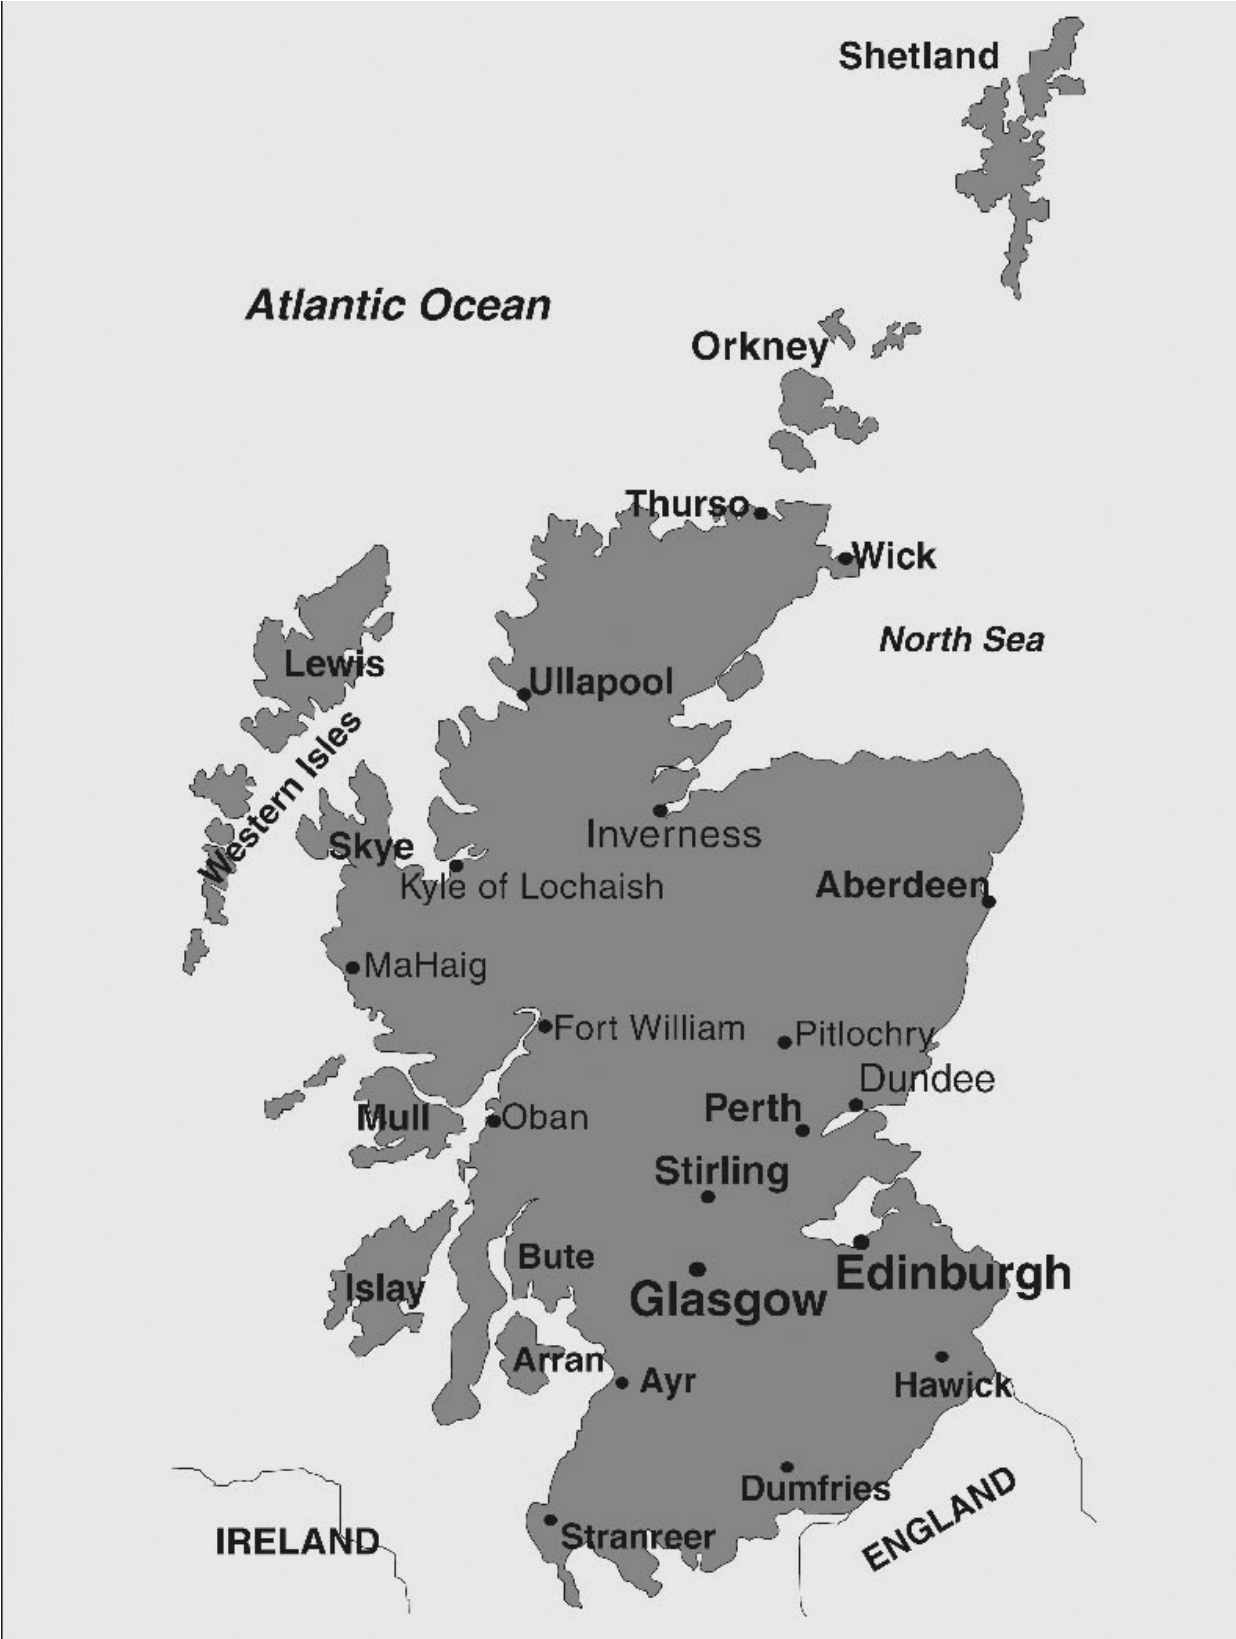 Shetland
Atlantic Ocean
Orkney
Thurso
Wick
North Sea
Lewis
Ullapool
Western Isles
Inverness
Skye
Kyle of Lochaish
Aberdeen
MaHaig
Fort William
Pitlochry
Dundee
Perth
Mull
Oban
Stirling
Bute
Edinburgh
Islay
Glasgow
Arran
Ayr
Hawick
Dumfries
ENGLAND
IRELAND
Stranreer